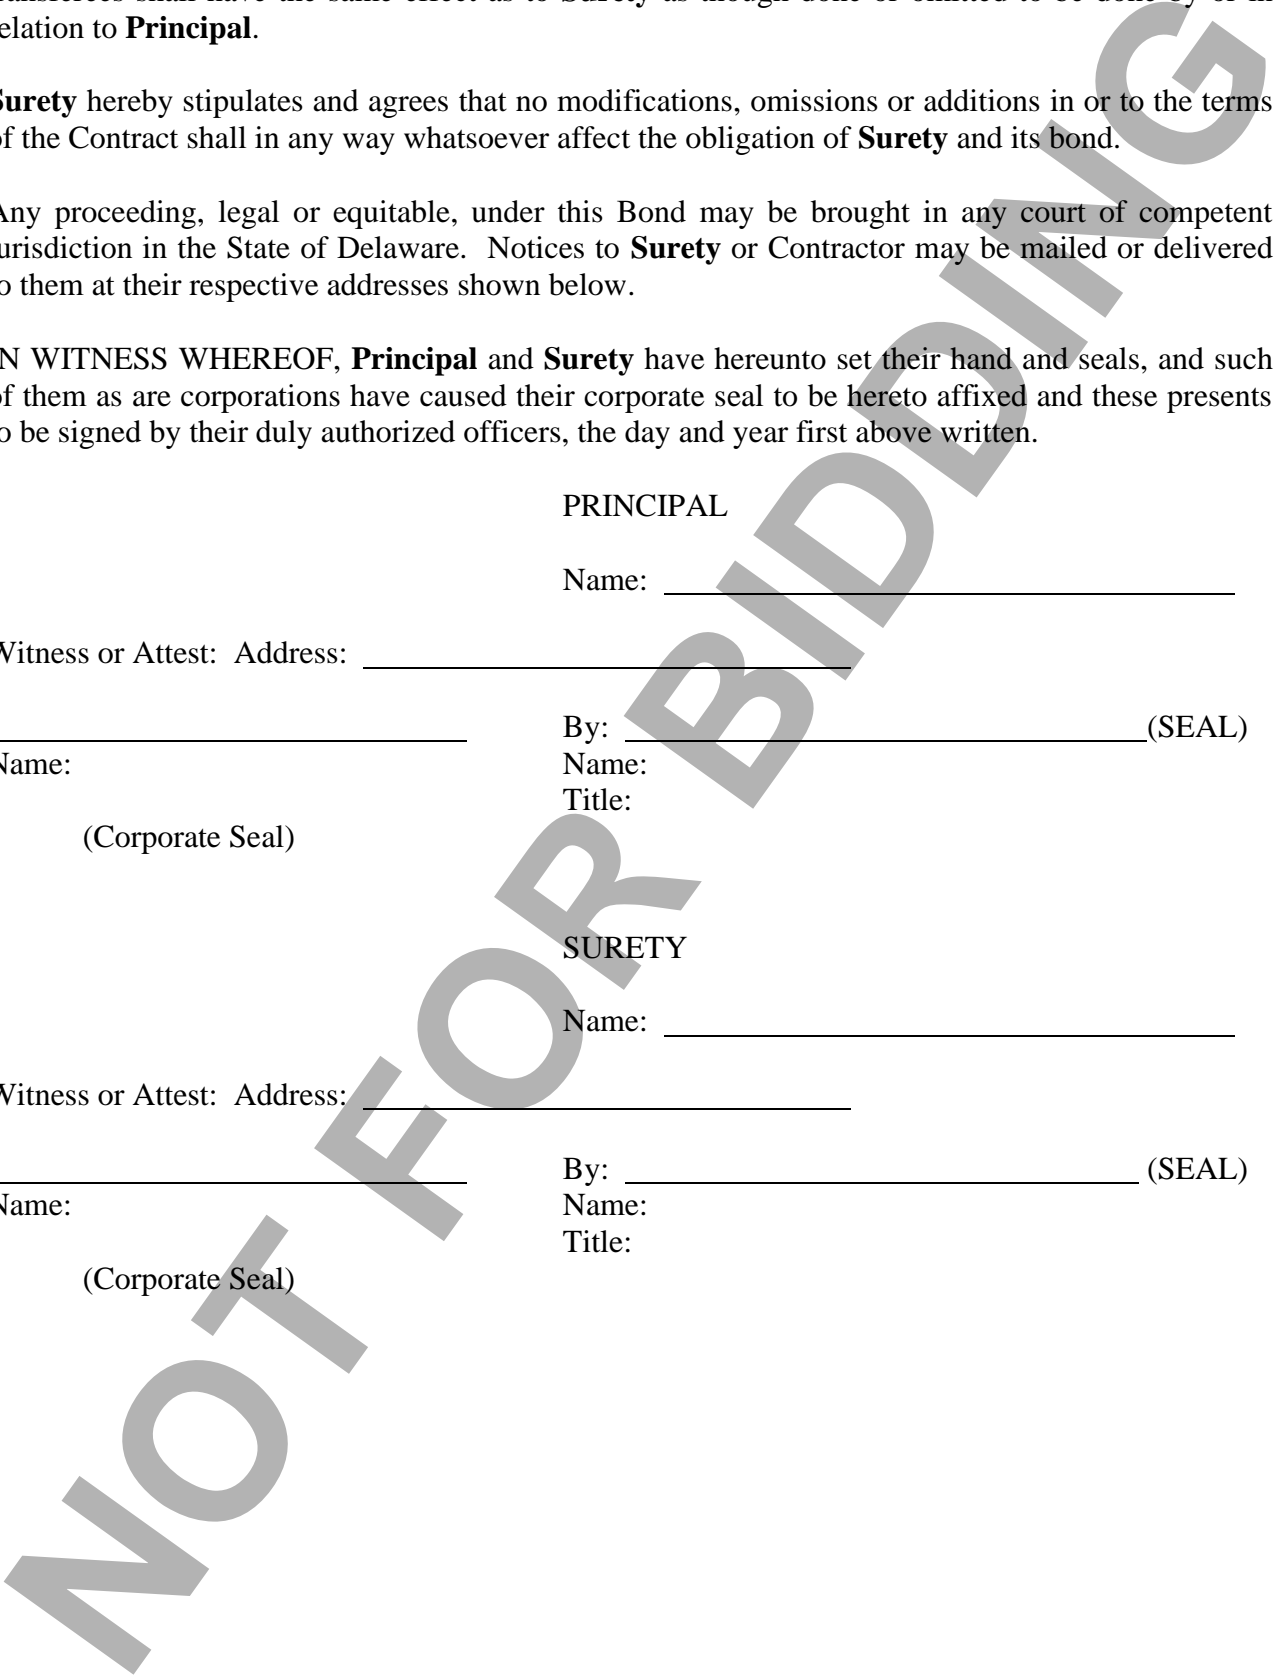 Surety as though done or omitted to be done by or in
relation to Principal.
Surety hereby stipulates and agrees that no modifications, omissions or additions in or to the terms
of the Contract shall in any way whatsoever affect the obligation of Surety and its bond.
Any proceeding, legal or equitable, under this Bond may be brought in any court of competent
jurisdiction in the State of Delaware. Notices to Surety or Contractor may be mailed or delivered
to them at their respective addresses shown below.
IN WITNESS WHEREOF, Principal and Surety have hereunto set their hand and seals, and such
of them as are corporations have caused their corporate seal to be hereto affixed and these presents
to be signed by their duly authorized officers, the day and year first above written.
PRINCIPAL
Name:
Witness or Attest: Address:
By: (SEAL)
Name: Name:
Title:
(Corporate Seal)
SURETY
Name:
Witness or Attest: Address:
By: (SEAL)
Name: Name:
Title:
(Corporate Seal)
NOT FOR BIDDING